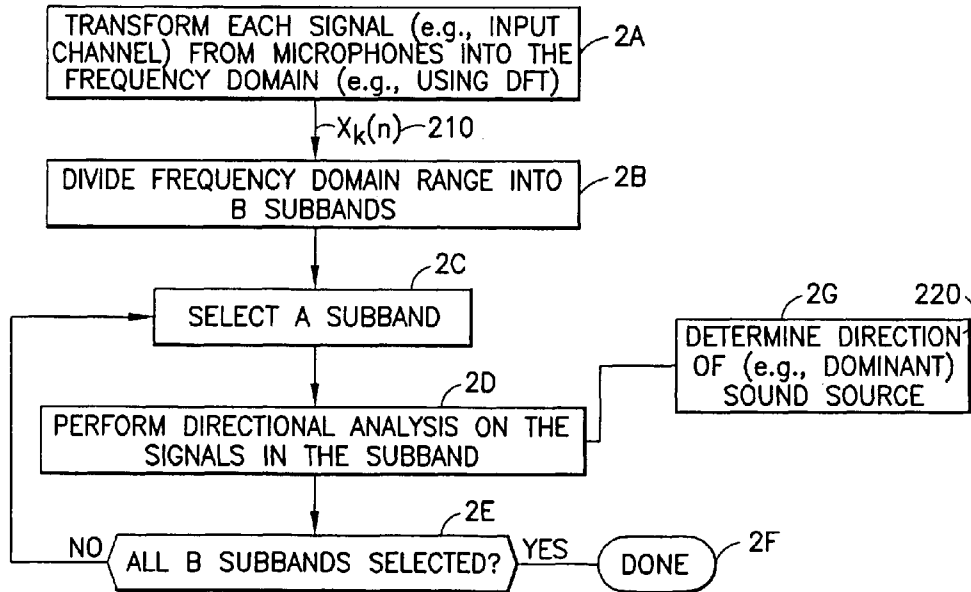 TRANSFORM EACH SIGNAL (e.g., INPUT
CHANNEL) FROM MICROPHONES INTO THE
FREQUENCY DOMAIN (e.g., USING DFT)
2A
Xk(n) 210
DIVIDE FREQUENCY DOMAIN RANGE INTO
B SUBBANDS
2B
2C
SELECT A SUBBAND
2G
220
DETERMINE DIRECTION
OF (e.g., DOMINANT)
SOUND SOURCE
2D
PERFORM DIRECTIONAL ANALYSIS ON THE
SIGNALS IN THE SUBBAND
2E
NO
ALL B SUBBANDS SELECTED?
YES
DONE
2F